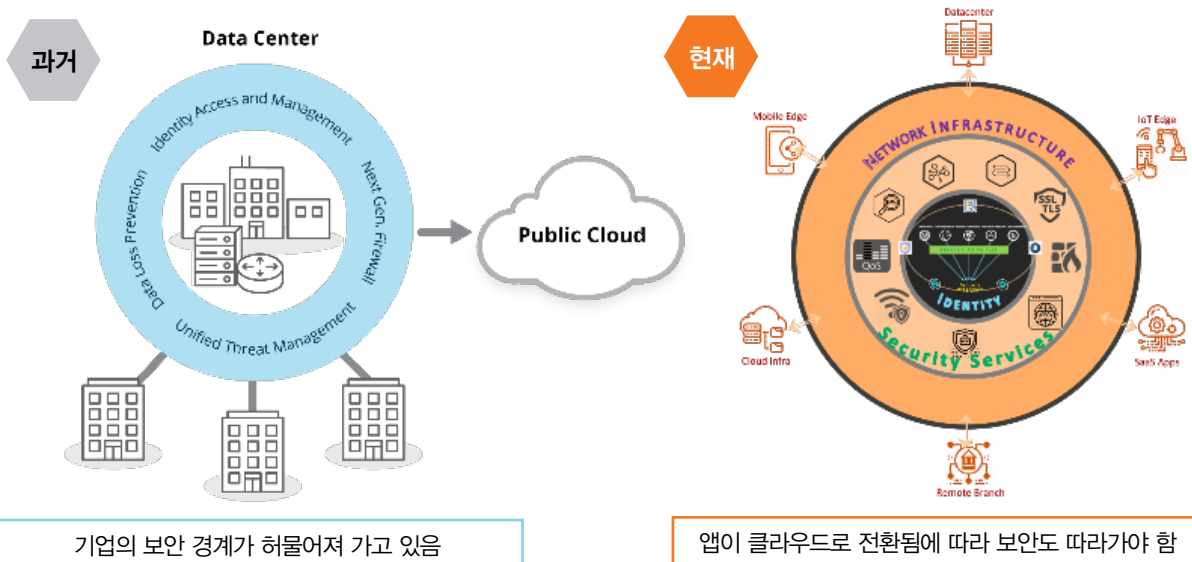 과거
Data Center
Identity Access and Management
Next Gen. Firewall
Data Loss Prevention
Unified Threat Management
Public Cloud
기업의 보안 경계가 허물어져 가고 있음
현재
Datacenter
Mobile Edge
IoT Edge
NETWORK INFRASTRUCTURE
SSL
TLS
QoS
IDENTITY
Security Services
Cloud Infra
SaaS Apps
Remote Branch
앱이 클라우드로 전환됨에 따라 보안도 따라가야 함